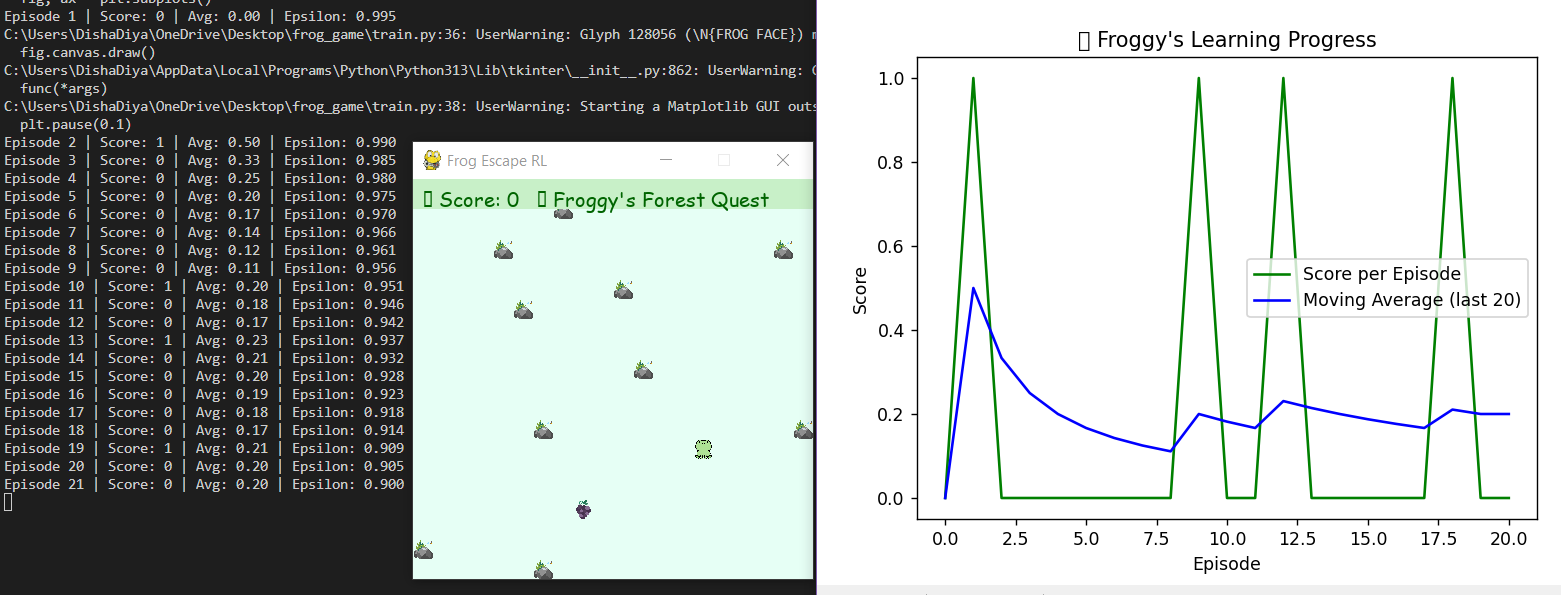 fig, ax = plt.subplots()
Episode 1 | Score: 0 | Avg: 0.00 | Epsilon: 0.995
C:\Users\DishaDiya\OneDrive\Desktop\frog_game\train.py:36: UserWarning: Glyph 128056 (\N{FROG FACE}) m
fig.canvas.draw()
C:\Users\DishaDiya\AppData\Local\Programs\Python\Python313\Lib\tkinter\__init__.py:862: UserWarning: G
func(*args)
C:\Users\DishaDiya\OneDrive\Desktop\frog_game\train.py:38: UserWarning: Starting a Matplotlib GUI outs
plt.pause(0.1)
Episode 2 | Score: 1 | Avg: 0.50 | Epsilon: 0.990
Episode 3 | Score: 0 | Avg: 0.33 | Epsilon: 0.985
Episode 4 | Score: 0 | Avg: 0.25 | Epsilon: 0.980
Episode 5 | Score: 0 | Avg: 0.20 | Epsilon: 0.975
Episode 6 | Score: 0 | Avg: 0.17 | Epsilon: 0.970
Episode 7 | Score: 0 | Avg: 0.14 | Epsilon: 0.966
Episode 8 | Score: 0 | Avg: 0.12 | Epsilon: 0.961
Episode 9 | Score: 0 | Avg: 0.11 | Epsilon: 0.956
Episode 10 | Score: 1 | Avg: 0.20 | Epsilon: 0.951
Episode 11 | Score: 0 | Avg: 0.18 | Epsilon: 0.946
Episode 12 | Score: 0 | Avg: 0.17 | Epsilon: 0.942
Episode 13 | Score: 1 | Avg: 0.23 | Epsilon: 0.937
Episode 14 | Score: 0 | Avg: 0.21 | Epsilon: 0.932
Episode 15 | Score: 0 | Avg: 0.20 | Epsilon: 0.928
Episode 16 | Score: 0 | Avg: 0.19 | Epsilon: 0.923
Episode 17 | Score: 0 | Avg: 0.18 | Epsilon: 0.918
Episode 18 | Score: 0 | Avg: 0.17 | Epsilon: 0.914
Episode 19 | Score: 1 | Avg: 0.21 | Epsilon: 0.909
Episode 20 | Score: 0 | Avg: 0.20 | Epsilon: 0.905
Episode 21 | Score: 0 | Avg: 0.20 | Epsilon: 0.900
Frog Escape RL
Score: 0 Froggy's Forest Quest
Froggy's Learning Progress
1.0
0.8
0.6
0.4
0.2
0.0
Score
Score per Episode
Moving Average (last 20)
0.0 2.5 5.0 7.5 10.0 12.5 15.0 17.5 20.0
Episode